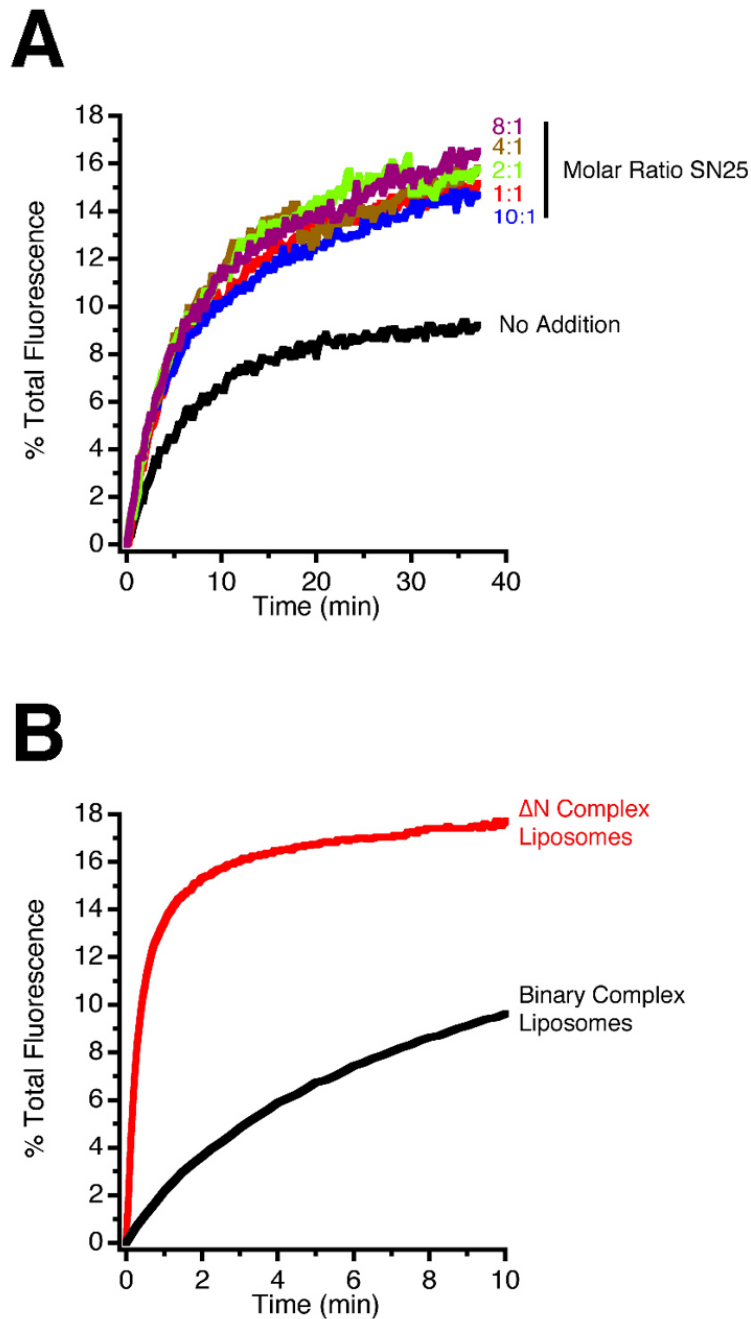 A
18
16
14
12
10
8
6
4
2
0
% Total Fluorescence
8:1
4:1
2:1
1:1
10:1
Molar Ratio SN25
No Addition
0 10 20 30 40
Time (min)
B
18
16
14
12
10
8
6
4
2
0
% Total Fluorescence
ΔN Complex
Liposomes
Binary Complex
Liposomes
0 2 4 6 8 10
Time (min)